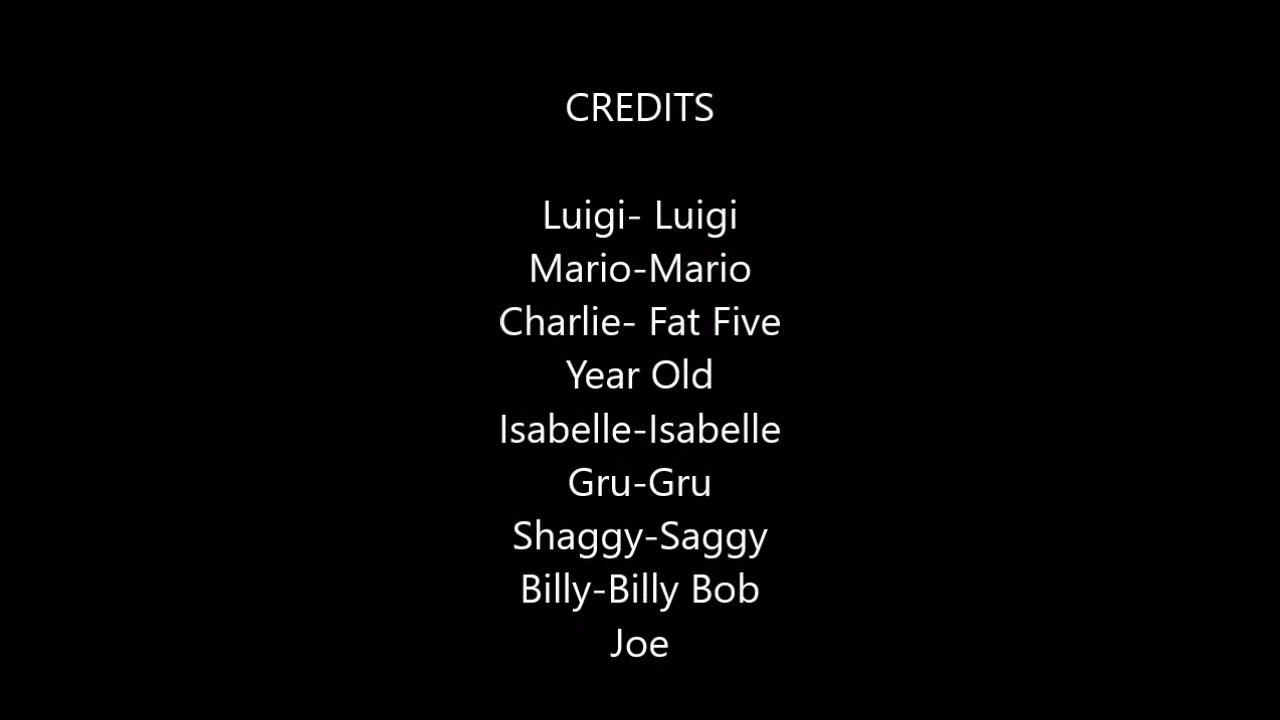 CREDITS
Luigi- Luigi
Mario-Mario
Charlie- Fat Five
Year Old
Isabelle-Isabelle
Gru-Gru
Shaggy-Saggy
Billy-Billy Bob
Joe